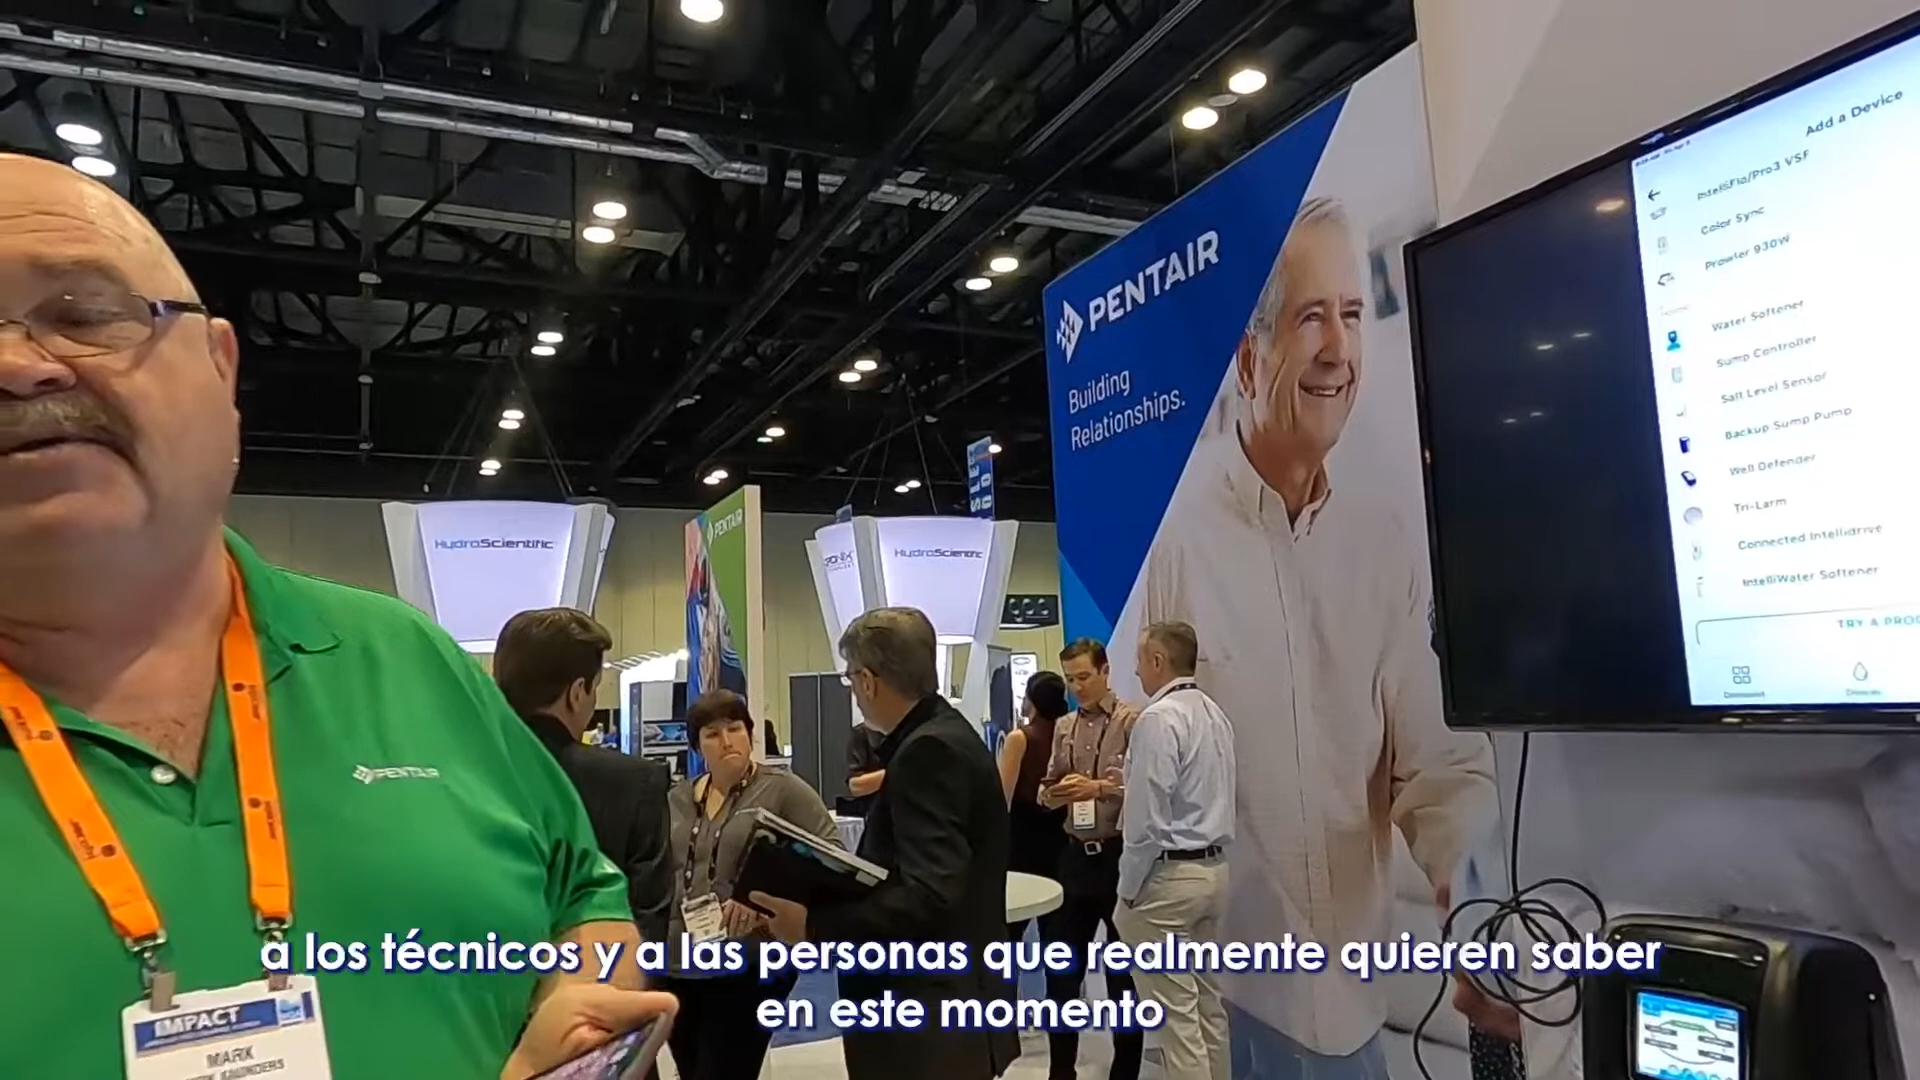 Add a Device
IntelliFlo/Pro3 VSF
Color Sync
Prowler 930W
Water Softener
Sump Controller
Salt Level Sensor
Backup Sump Pump
Well Defender
Tri-Larm
Connected Intellidrive
IntelliWater Softener
TRY A PROD
PENTAIR
Building
Relationships.
PENTAIR
HydroScientific
HydroScientific
PENTAIR
IMPACT
MARK
a los técnicos y a las personas que realmente quieren saber
en este momento